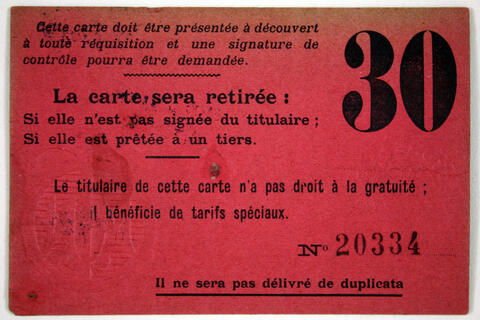 Cette carte doit être présentée à découvert
à toute réquisition et une signature de
contrôle pourra être demandée.
30
La carte sera retirée :
Si elle n'est pas signée du titulaire ;
Si elle est prêtée à un tiers.
Le titulaire de cette carte n'a pas droit à la gratuité ;
il bénéficie de tarifs spéciaux.
No 20334
Il ne sera pas délivré de duplicata